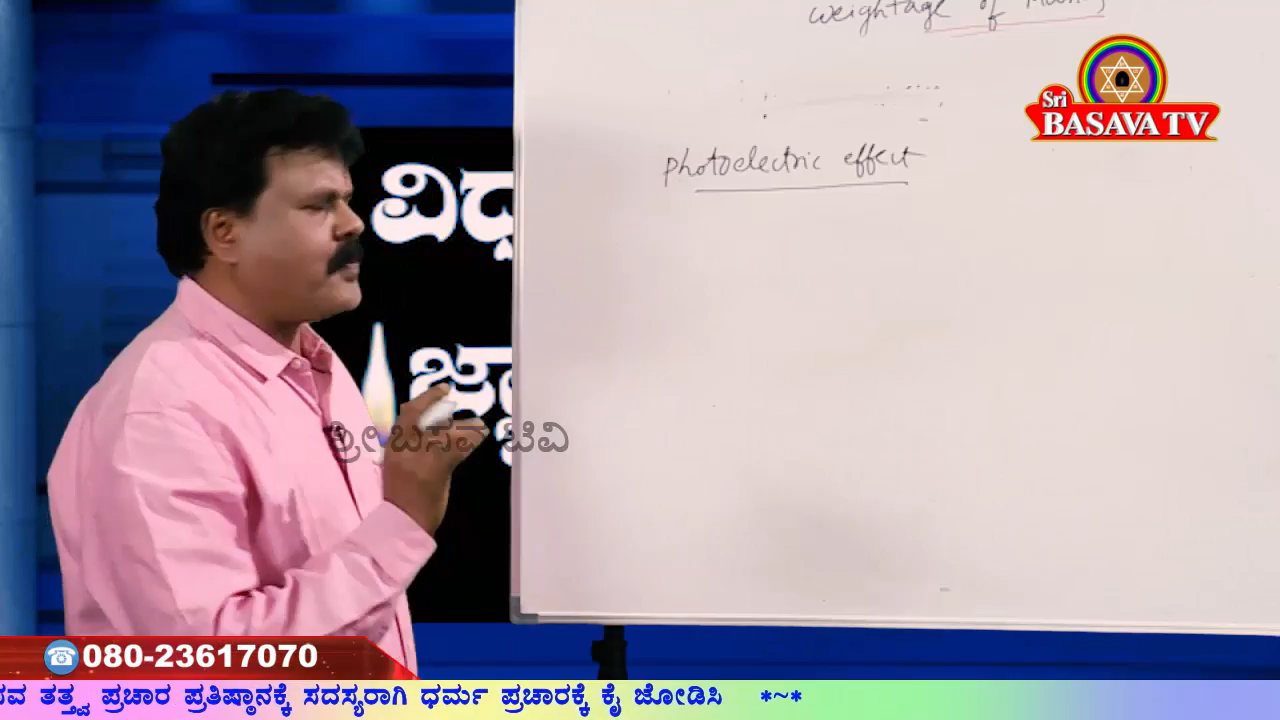 weightage of
Sri
BASAVA TV
photoelectric effect
ವಿದ್ಯ
ಜ್ಞಾ
ಶ್ರೀ ಬಸವ ಟಿವಿ
080-23617070
ಸವ ತತ್ತ್ವ ಪ್ರಚಾರ ಪ್ರತಿಷ್ಠಾನಕ್ಕೆ ಸದಸ್ಯರಾಗಿ ಧರ್ಮ ಪ್ರಚಾರಕ್ಕೆ ಕೈ ಜೋಡಿಸಿ *~*